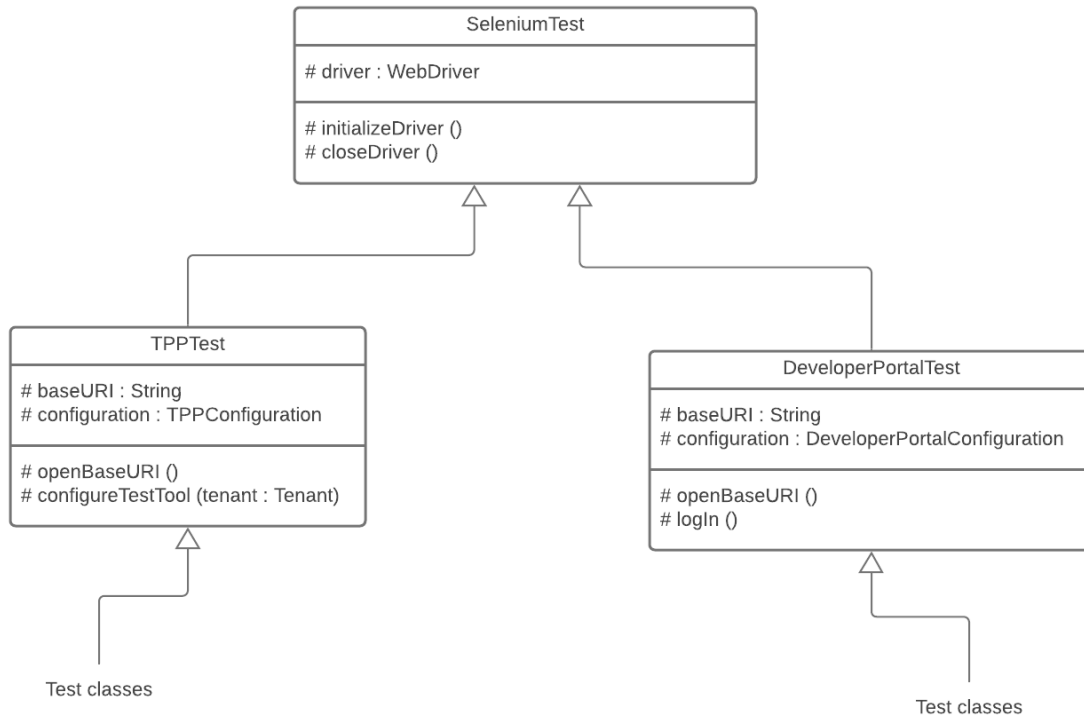 SeleniumTest
# driver : WebDriver
# initializeDriver ()
# closeDriver ()
TPPTest
# baseURI : String
# configuration : TPPConfiguration
# openBaseURI ()
# configureTestTool (tenant : Tenant)
DeveloperPortalTest
# baseURI : String
# configuration : DeveloperPortalConfiguration
# openBaseURI ()
# logIn ()
Test classes
Test classes